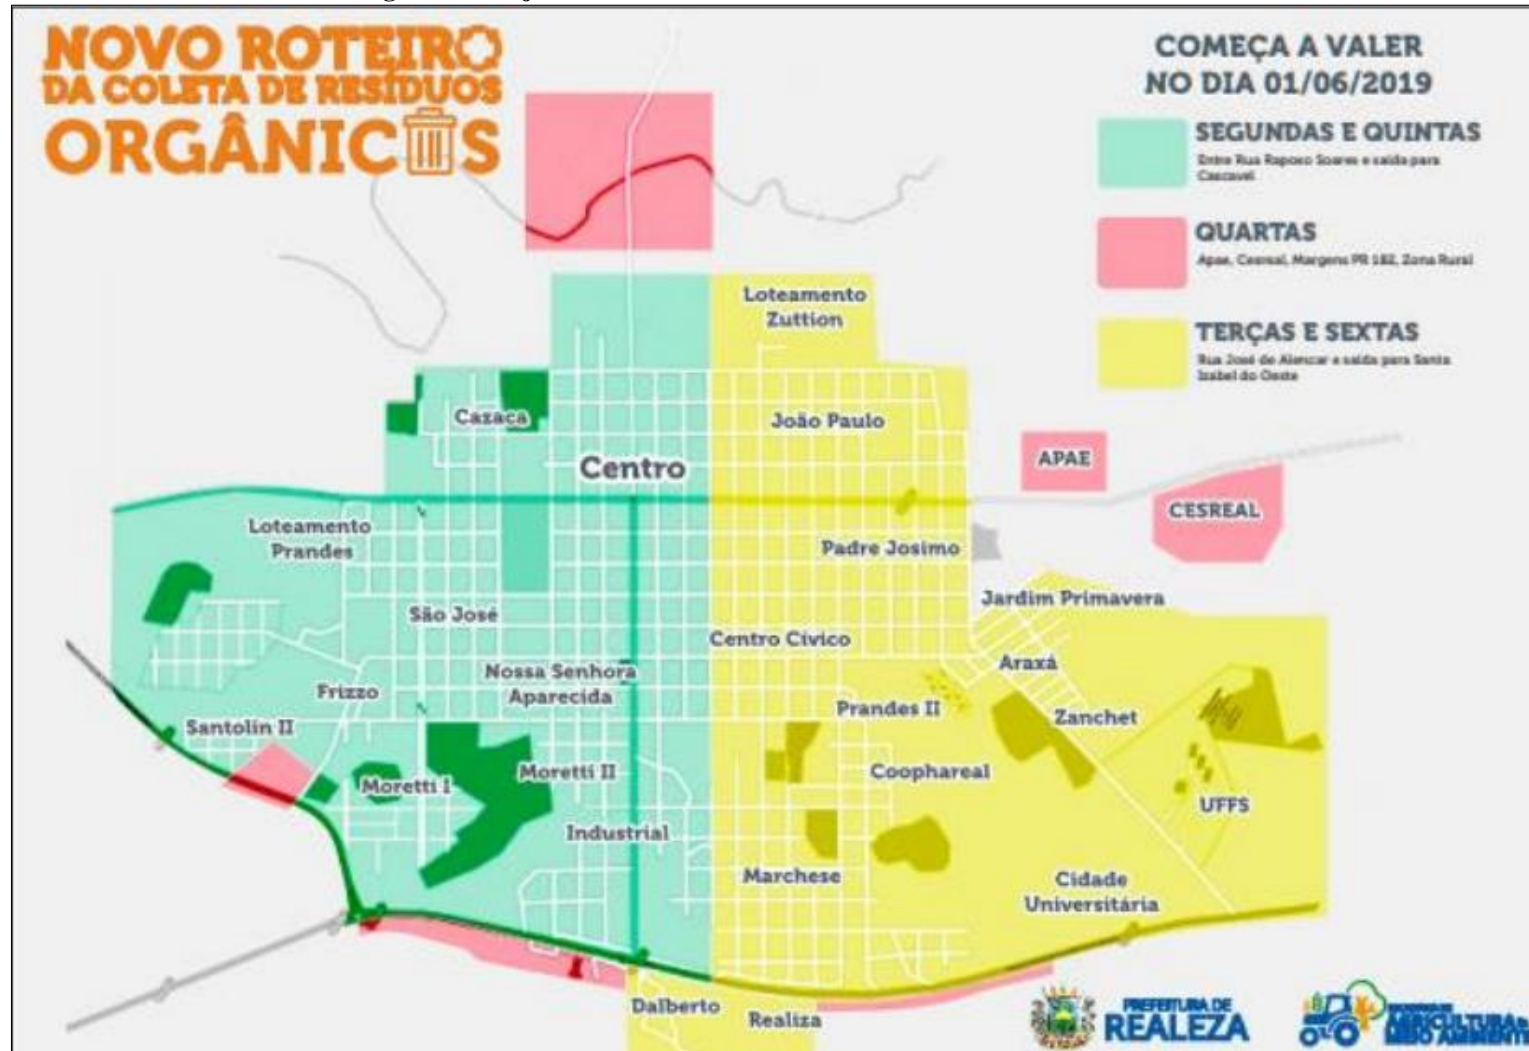 NOVO ROTEIRO
DA COLETA DE RESÍDUOS
ORGÂNICOS
COMEÇA A VALER
NO DIA 01/06/2019
SEGUNDAS E QUINTAS
Entre Rua Raposo Soares e saída para
Cascavel
QUARTAS
Apae, Cesreal, Margens PR 182, Zona Rural
TERÇAS E SEXTAS
Rua José de Alencar e saída para Santa
Izabel do Oeste
Loteamento
Zuttion
Cazaca
João Paulo
Centro
APAE
CESREAL
Loteamento
Prandes
Padre Josimo
São José
Jardim Primavera
Centro Cívico
Nossa Senhora
Aparecida
Araxá
Frizzo
Prandes II
Zanchet
Santolin II
Moretti I
Moretti II
Coophareal
UFFS
Industrial
Marchese
Cidade
Universitária
Dalberto
Realiza
PREFEITURA DE
REALEZA
AGRICULTURA E
MEIO AMBIENTE